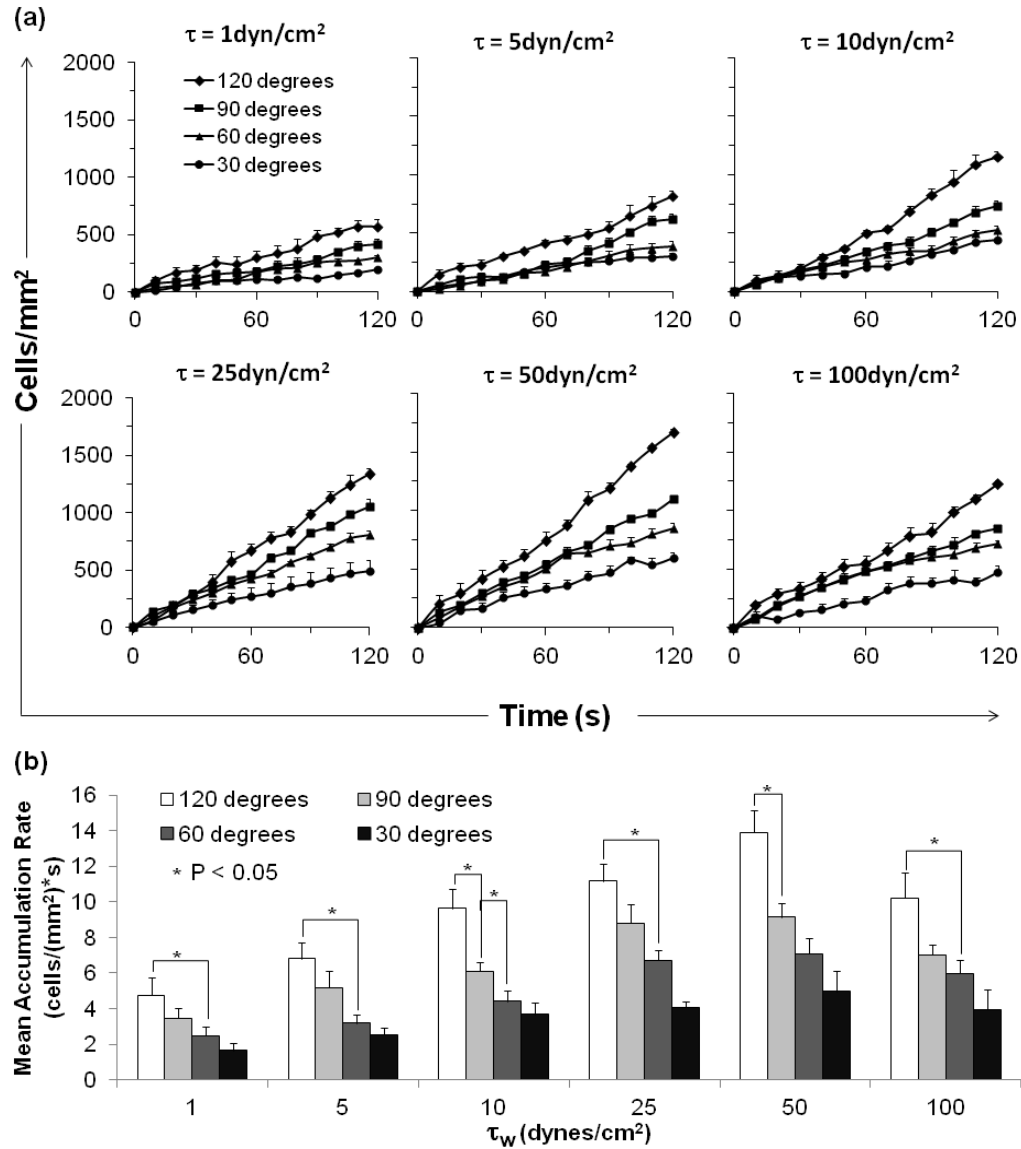 (a)
τ = 1dyn/cm²
τ = 5dyn/cm²
τ = 10dyn/cm²
2000
1500
1000
500
0
120 degrees
90 degrees
60 degrees
30 degrees
0 60 120
0 60 120
0 60 120
Cells/mm²
τ = 25dyn/cm²
τ = 50dyn/cm²
τ = 100dyn/cm²
2000
1500
1000
500
0
0 60 120
0 60 120
0 60 120
Time (s)
(b)
Mean Accumulation Rate
(cells/(mm²)*s)
16
14
12
10
8
6
4
2
0
120 degrees
90 degrees
60 degrees
30 degrees
* P < 0.05
*
*
*
*
*
*
*
1 5 10 25 50 100
τw (dynes/cm²)